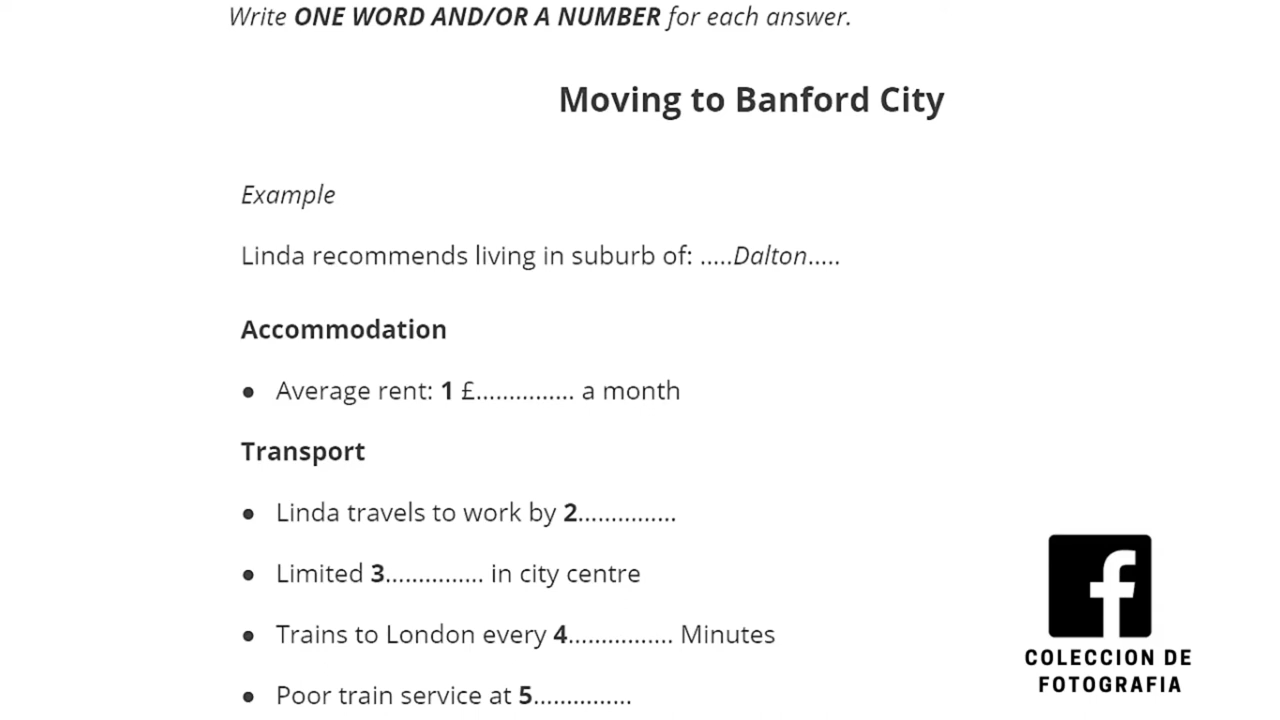 Write ONE WORD AND/OR A NUMBER for each answer.
Moving to Banford City
Example
Linda recommends living in suburb of: .....Dalton.....
Accommodation
● Average rent: 1 £............... a month
Transport
● Linda travels to work by 2...............
● Limited 3............... in city centre
● Trains to London every 4................ Minutes
● Poor train service at 5...............
COLECCION DE
FOTOGRAFIA